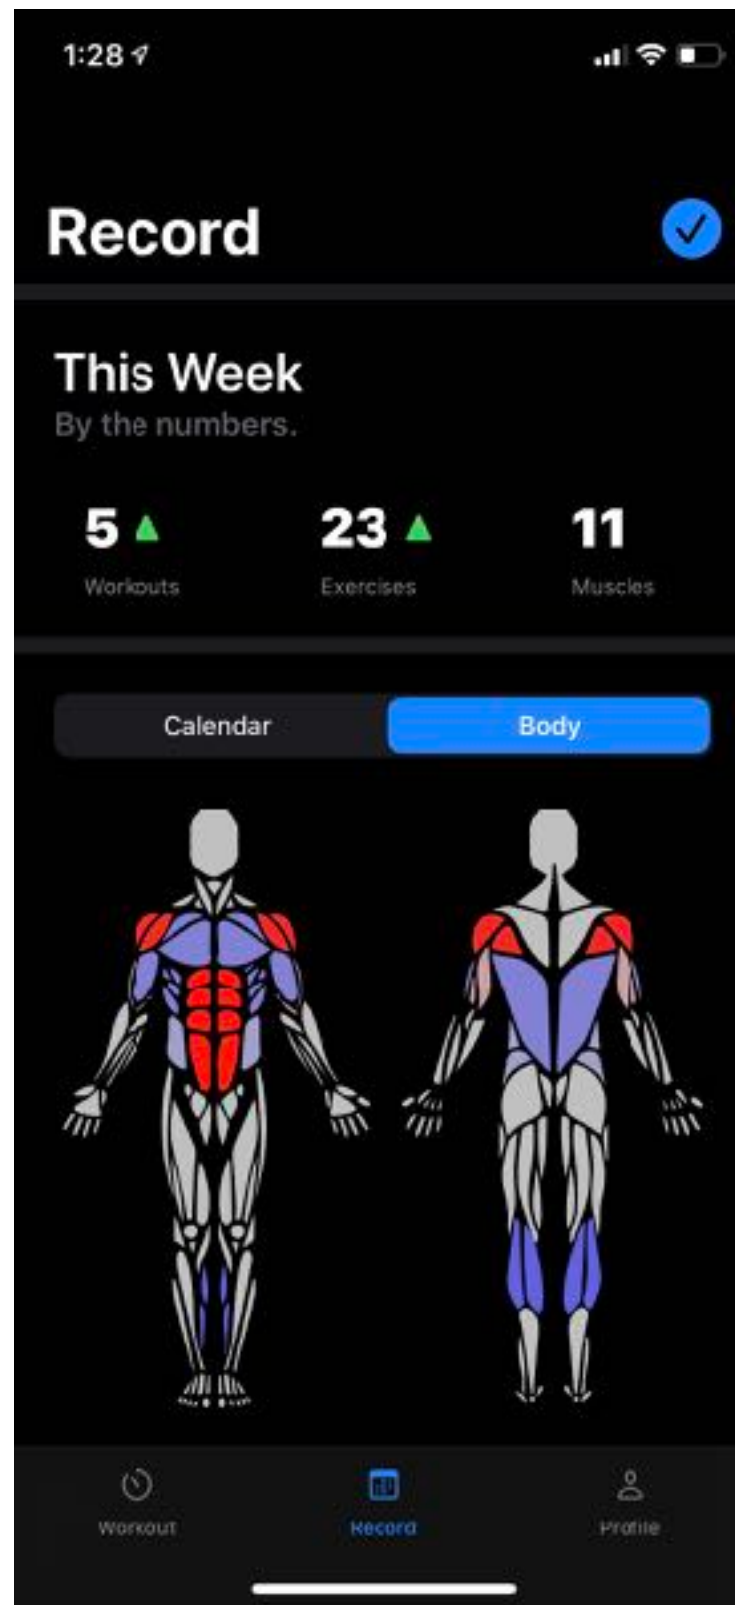 1:28
Record
This Week
By the numbers.
5 23 11
Workouts Exercises Muscles
Calendar Body
Workout Record Profile